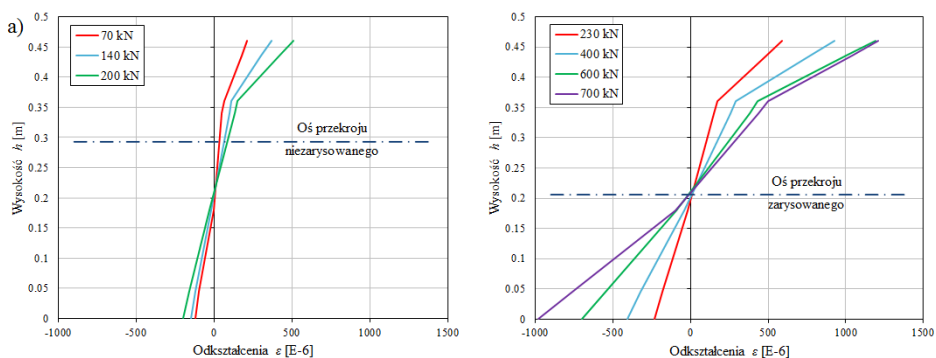 a)
0.5
0.45
0.4
0.35
0.3
0.25
0.2
0.15
0.1
0.05
0
Wysokość h [m]
70 kN
140 kN
200 kN
Oś przekroju
niezarysowanego
-1000
-500
0
500
1000
1500
Odkształcenia ε [E-6]
0.5
0.45
0.4
0.35
0.3
0.25
0.2
0.15
0.1
0.05
0
Wysokość h [m]
230 kN
400 kN
600 kN
700 kN
Oś przekroju
zarysowanego
-1000
-500
0
500
1000
1500
Odkształcenia ε [E-6]